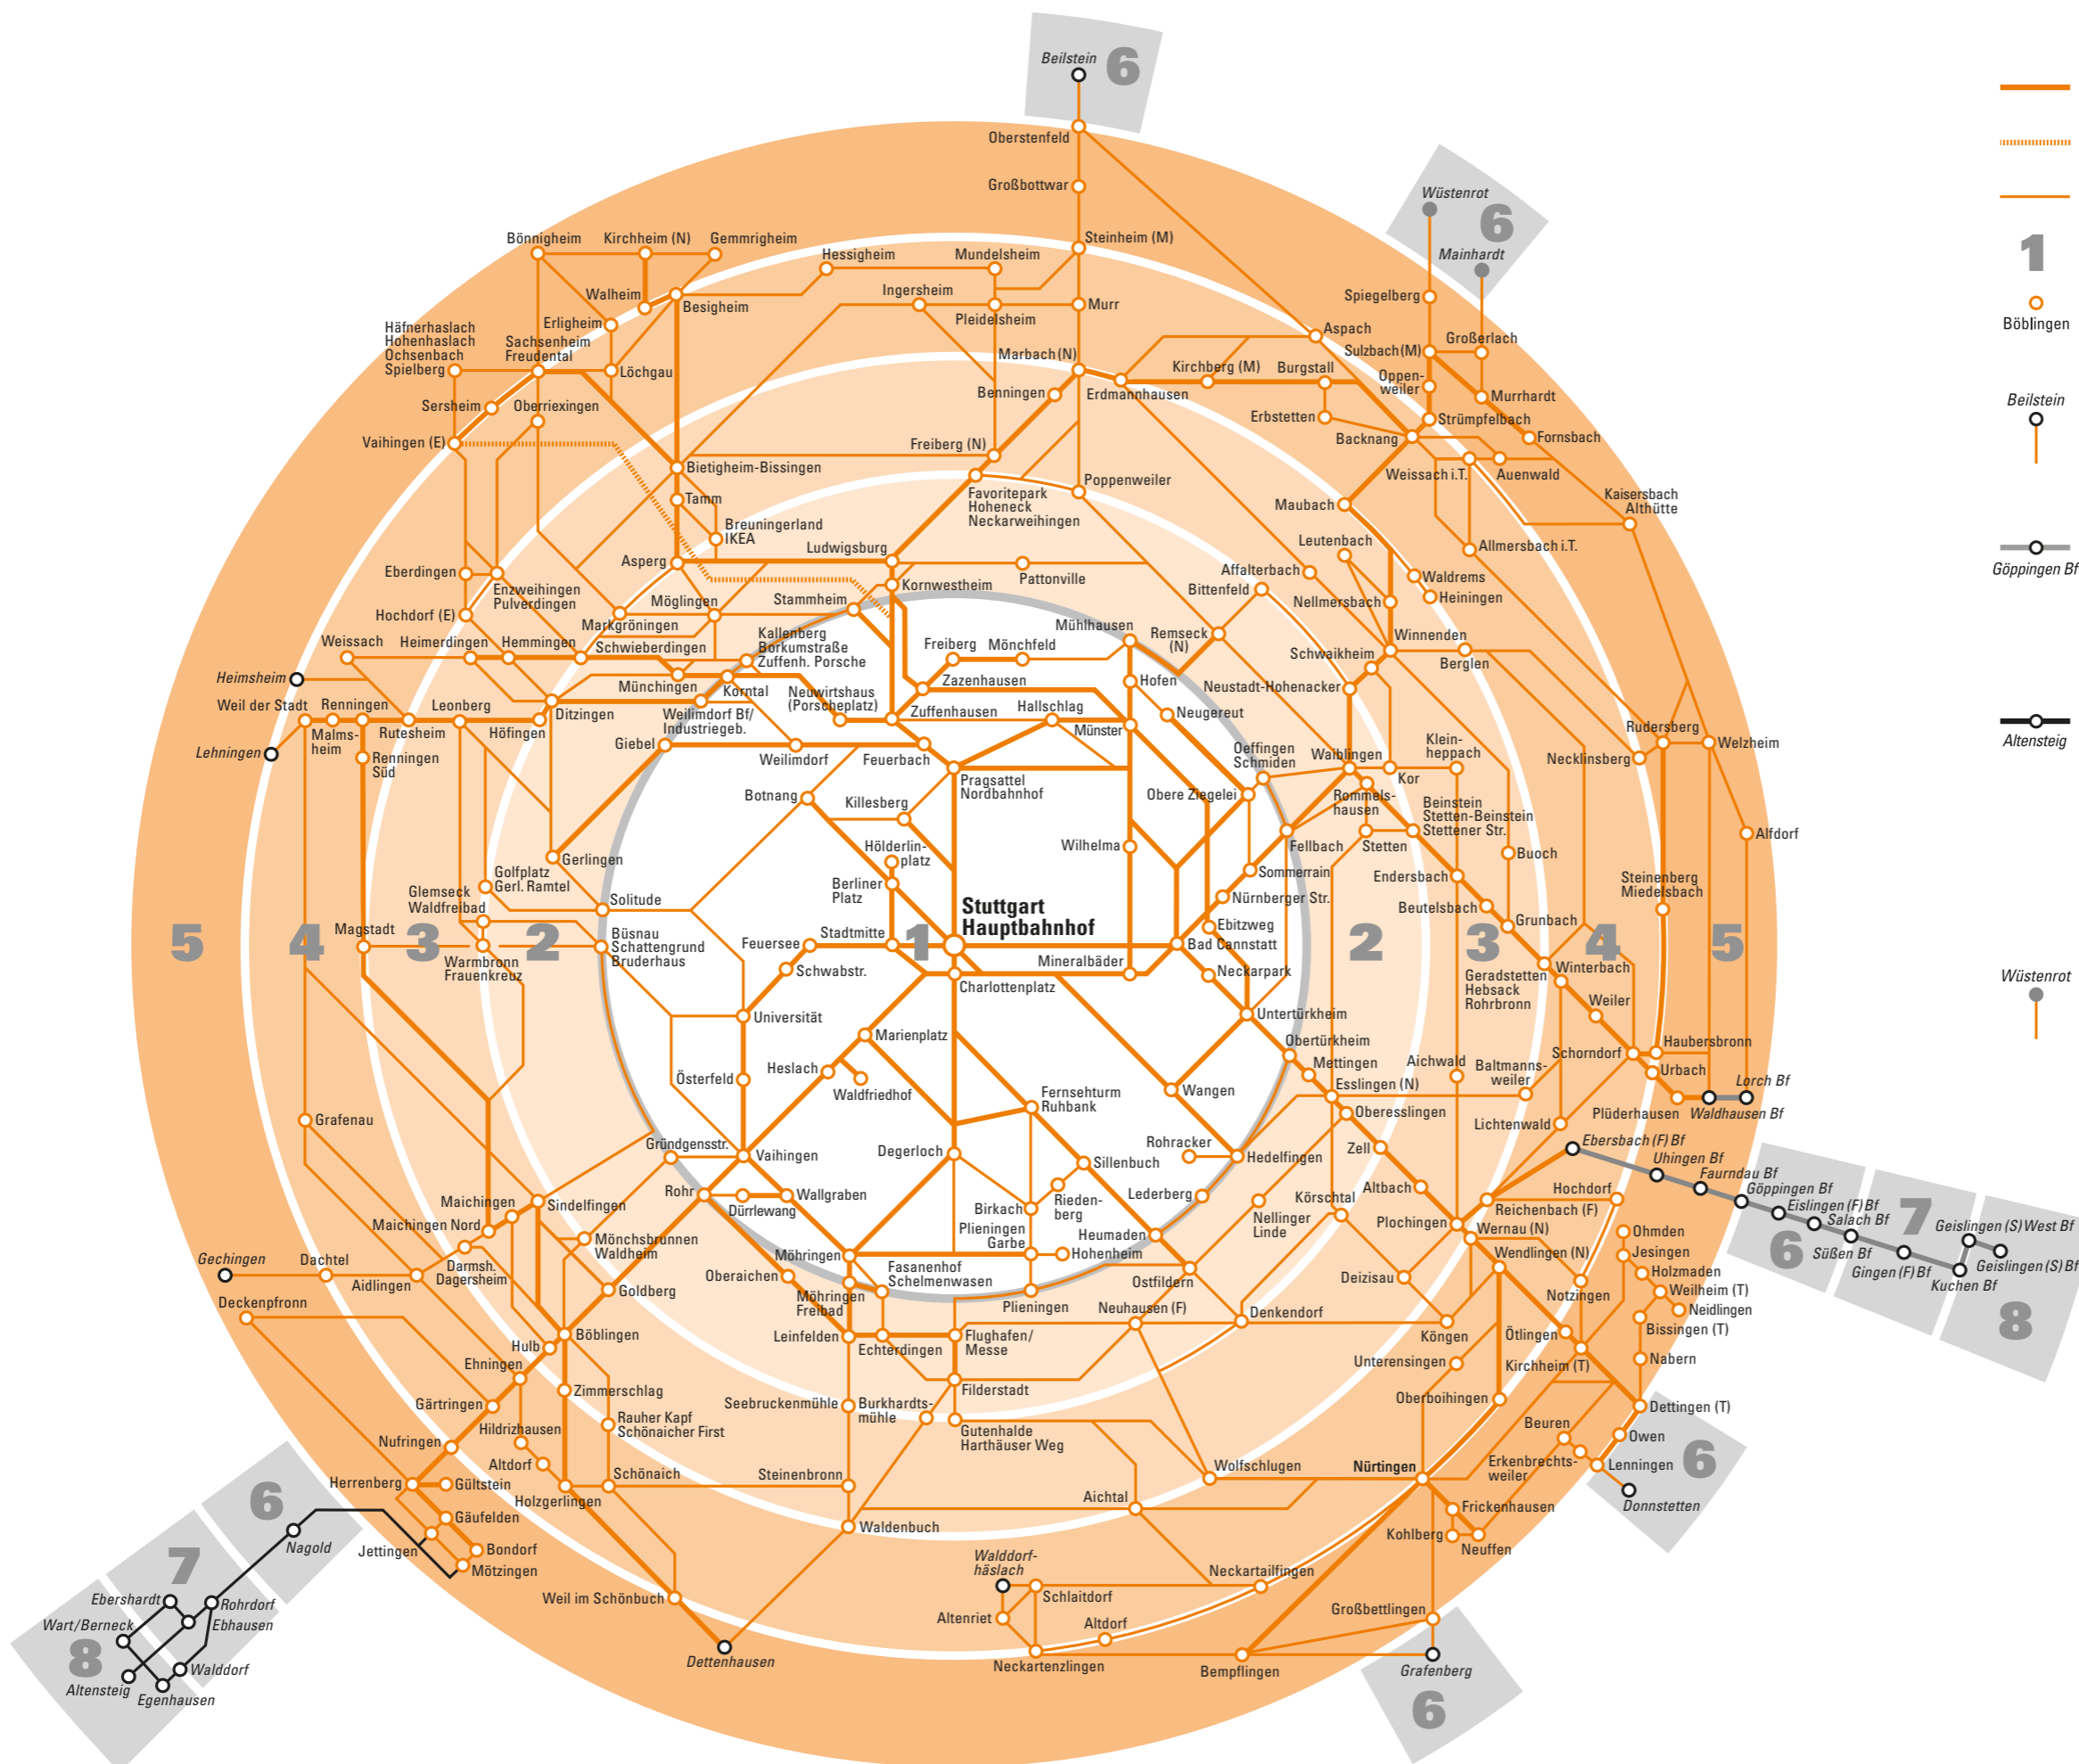 Beilstein
6
Oberstenfeld
Großbottwar
Wüstenrot
6
Mainhardt
1
Böblingen
Beilstein
Göppingen Bf
Altensteig
Wüstenrot
Bönnigheim
Kirchheim (N)
Gemmrigheim
Hessigheim
Mundelsheim
Steinheim (M)
Walheim
Besigheim
Ingersheim
Pleidelsheim
Murr
Spiegelberg
Erligheim
Häfnerhaslach
Hohenhaslach
Ochsenbach
Spielberg
Sachsenheim
Freudental
Löchgau
Marbach (N)
Aspach
Sulzbach (M)
Großerlach
Kirchberg (M)
Burgstall
Oppen-
weiler
Murrhardt
Sersheim
Oberriexingen
Benningen
Erdmannhausen
Erbstetten
Strümpfelbach
Vaihingen (E)
Freiberg (N)
Backnang
Fornsbach
Bietigheim-Bissingen
Weissach i.T.
Auenwald
Tamm
Favoritepark
Hoheneck
Neckarweihingen
Poppenweiler
Maubach
Kaisersbach
Althütte
Breuningerland
IKEA
Ludwigsburg
Leutenbach
Allmersbach i.T.
Asperg
Pattonville
Affalterbach
Waldrems
Heiningen
Eberdingen
Enzweihingen
Pulverdingen
Kornwestheim
Bittenfeld
Nellmersbach
Hochdorf (E)
Markgröningen
Möglingen
Stammheim
Mühlhausen
Remseck
(N)
Winnenden
Berglen
Weissach
Heimerdingen
Hemmingen
Schwieberdingen
Kallenberg
Borkumstraße
Zuffenh. Porsche
Freiberg
Mönchfeld
Schwaikheim
Heimsheim
Münchingen
Korntal
Neuwirtshaus
(Porscheplatz)
Zazenhausen
Hofen
Neustadt-Hohenacker
Weil der Stadt
Renningen
Malms-
heim
Rutesheim
Leonberg
Höfingen
Ditzingen
Weilimdorf Bf/
Industriegeb.
Zuffenhausen
Hallschlag
Münster
Neugereut
Rudersberg
Welzheim
Lehningen
Renningen
Süd
Giebel
Weilimdorf
Feuerbach
Pragsattel
Nordbahnhof
Oeffingen
Schmiden
Waiblingen
Klein-
heppach
Kor
Necklinsberg
Botnang
Killesberg
Obere Ziegelei
Rommels-
hausen
Beinstein
Stetten-Beinstein
Stettener Str.
Alfdorf
Hölderlin-
platz
Wilhelma
Fellbach
Stetten
Buoch
Gerlingen
Golfplatz
Gerl. Ramtel
Berliner
Platz
Sommerrain
Endersbach
Steinenberg
Miedelsbach
Glemseck
Waldfreibad
Solitude
Stuttgart
Hauptbahnhof
Nürnberger Str.
Beutelsbach
Grunbach
5
4
Magstadt
3
2
Büsnau
Schattengrund
Bruderhaus
Feuersee
Stadtmitte
1
Ebitzweg
Bad Cannstatt
2
3
4
5
Warmbronn
Frauenkreuz
Schwabstr.
Mineralbäder
Charlottenplatz
Neckarpark
Geradstetten
Hebsack
Rohrbronn
Winterbach
Weiler
Universität
Marienplatz
Untertürkheim
Obertürkheim
Mettingen
Aichwald
Baltmanns-
weiler
Schorndorf
Haubersbronn
Urbach
Österfeld
Heslach
Waldfriedhof
Fernsehturm
Ruhbank
Wangen
Esslingen (N)
Oberesslingen
Plüderhausen
Waldhausen Bf
Lorch Bf
Grafenau
Lichtenwald
Gründgensstr.
Vaihingen
Degerloch
Sillenbuch
Rohracker
Hedelfingen
Zell
Ebersbach (F) Bf
Uhingen Bf
Faurndau Bf
Göppingen Bf
Eislingen (F) Bf
Salach Bf
Süßen Bf
Gingen (F) Bf
Kuchen Bf
Geislingen (S) West Bf
Geislingen (S) Bf
6
7
8
Rohr
Dürrlewang
Wallgraben
Birkach
Rieden-
berg
Lederberg
Nellinger
Linde
Körschtal
Altbach
Plochingen
Reichenbach (F)
Hochdorf
Wernau (N)
Wendlingen (N)
Ohmden
Jesingen
Holzmaden
Weilheim (T)
Neidlingen
Bissingen (T)
Nabern
Maichingen
Maichingen Nord
Sindelfingen
Mönchsbrunnen
Waldheim
Möhringen
Plieningen
Garbe
Hohenheim
Heumaden
Ostfildern
Deizisau
Notzingen
Gechingen
Dachtel
Aidlingen
Darmsh.
Dagersheim
Goldberg
Oberaichen
Fasanenhof
Schelmenwasen
Möhringen
Freibad
Plieningen
Neuhausen (F)
Denkendorf
Köngen
Ötlingen
Kirchheim (T)
Deckenpfronn
Böblingen
Hulb
Leinfelden
Echterdingen
Flughafen/
Messe
Unterensingen
Oberboihingen
Ehningen
Zimmerschlag
Filderstadt
Dettingen (T)
Gärtringen
Hildrizhausen
Rauher Kapf
Schönaicher First
Seebruckenmühle
Burkhardts-
mühle
Gutenhalde
Harthäuser Weg
Beuren
Owen
Erkenbrechts-
weiler
Lenningen
6
Donnstetten
Nufringen
Altdorf
Herrenberg
Gültstein
Holzgerlingen
Schönaich
Steinenbronn
Wolfschlugen
Nürtingen
Aichtal
Frickenhausen
Kohlberg
Neuffen
6
Nagold
Gäufelden
Jettingen
Bondorf
Mötzingen
Waldenbuch
7
Ebershardt
Rohrdorf
Ebhausen
Wart/Berneck
8
Walddorf
Altensteig
Egenhausen
Weil im Schönbuch
Dettenhausen
Walddorf-
häslach
Schlaitdorf
Altenriet
Altdorf
Neckartenzlingen
Neckartailfingen
Großbettlingen
Bempflingen
Grafenberg
6